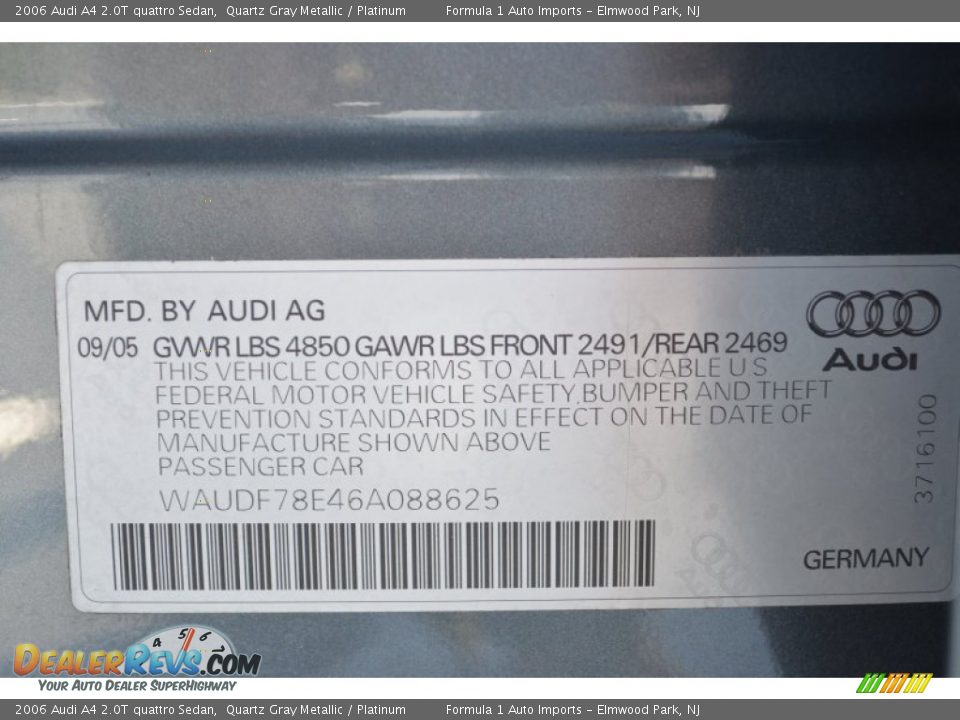 2006 Audi A4 2.0T quattro Sedan,  Quartz Gray Metallic / Platinum  Formula 1 Auto Imports - Elmwood Park, NJ
MFD. BY AUDI AG
09/05 GVWR LBS 4850 GAWR LBS FRONT 2491/REAR 2469
THIS VEHICLE CONFORMS TO ALL APPLICABLE U S
FEDERAL MOTOR VEHICLE SAFETY.BUMPER AND THEFT
PREVENTION STANDARDS IN EFFECT ON THE DATE OF
MANUFACTURE SHOWN ABOVE
PASSENGER CAR
WAUDF78E46A088625
Audi
3716100
GERMANY
4 5 6
DEALERREVS.COM
YOUR AUTO DEALER SUPERHIGHWAY
2006 Audi A4 2.0T quattro Sedan,  Quartz Gray Metallic / Platinum  Formula 1 Auto Imports - Elmwood Park, NJ